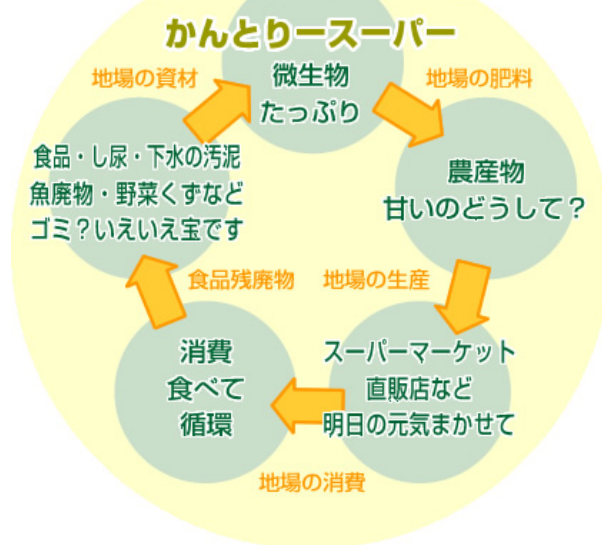 かんとりースーパー
微生物
たっぷり
地場の肥料
農産物
甘いのどうして？
地場の生産
スーパーマーケット
直販店など
明日の元気まかせて
地場の消費
消費
食べて
循環
食品残廃物
食品・し尿・下水の汚泥
魚廃物・野菜くずなど
ゴミ？いえいえ宝です
地場の資材